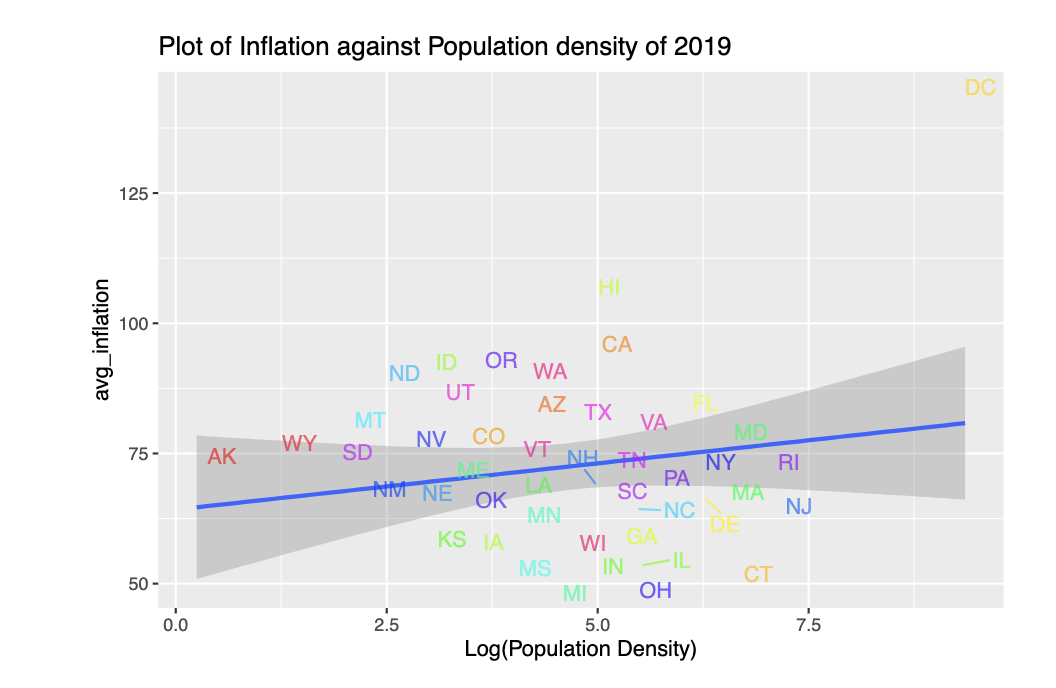 Plot of Inflation against Population density of 2019
DC
125
HI
100
CA
OR
ID
WA
ND
UT
AZ
FL
TX
MT
VA
MD
CO
NV
WY
VT
SD
75
AK
NH
TN
NY
RI
ME
PA
LA
NM
NE
SC
MA
OK
NJ
NC
MN
DE
GA
KS
IA
WI
IL
IN
MS
CT
50
OH
MI
0.0 2.5 5.0 7.5
Log(Population Density)
avg_inflation